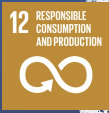 12 RESPONSIBLE
CONSUMPTION
AND PRODUCTION